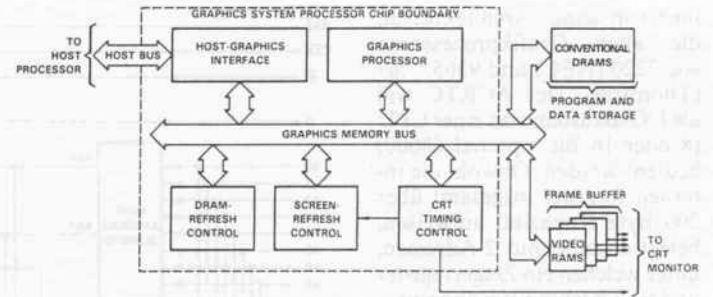 GRAPHICS SYSTEM PROCESSOR CHIP BOUNDARY
TO
HOST
PROCESSOR
HOST BUS
HOST-GRAPHICS
INTERFACE
GRAPHICS
PROCESSOR
CONVENTIONAL
DRAMS
PROGRAM AND
DATA STORAGE
GRAPHICS MEMORY BUS
DRAM-
REFRESH
CONTROL
SCREEN-
REFRESH
CONTROL
CRT
TIMING
CONTROL
FRAME BUFFER
VIDEO
RAMS
TO
CRT
MONITOR